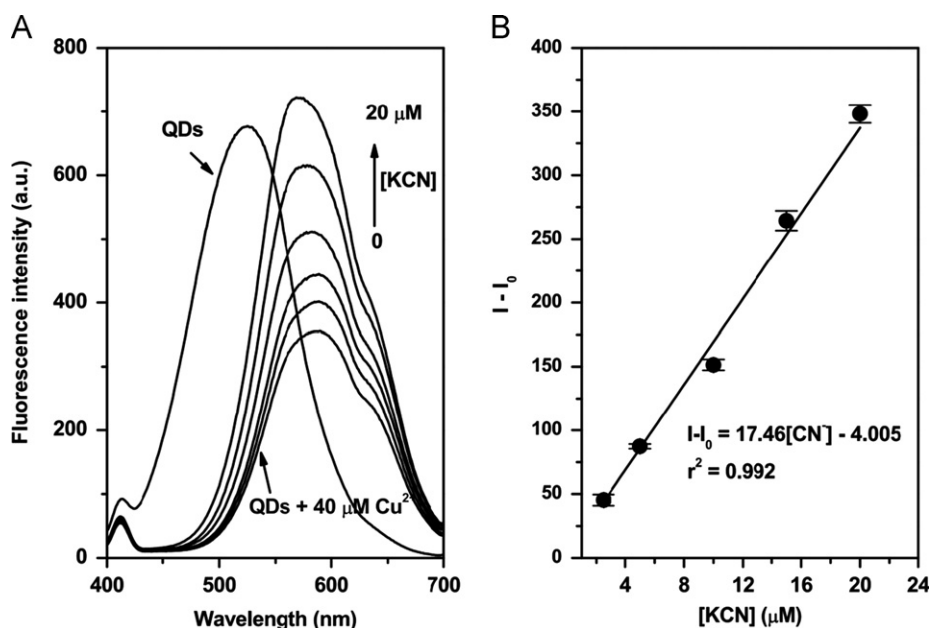 A
800
600
400
200
0
Fluorescence intensity (a.u.)
QDs
20 μM
[KCN]
0
QDs + 40 μM Cu²
400
500
600
700
Wavelength (nm)
B
400
350
300
250
200
150
100
50
0
I - I₀
I-I₀ = 17.46[CN⁻] - 4.005
r² = 0.992
4
8
12
16
20
24
[KCN] (μM)